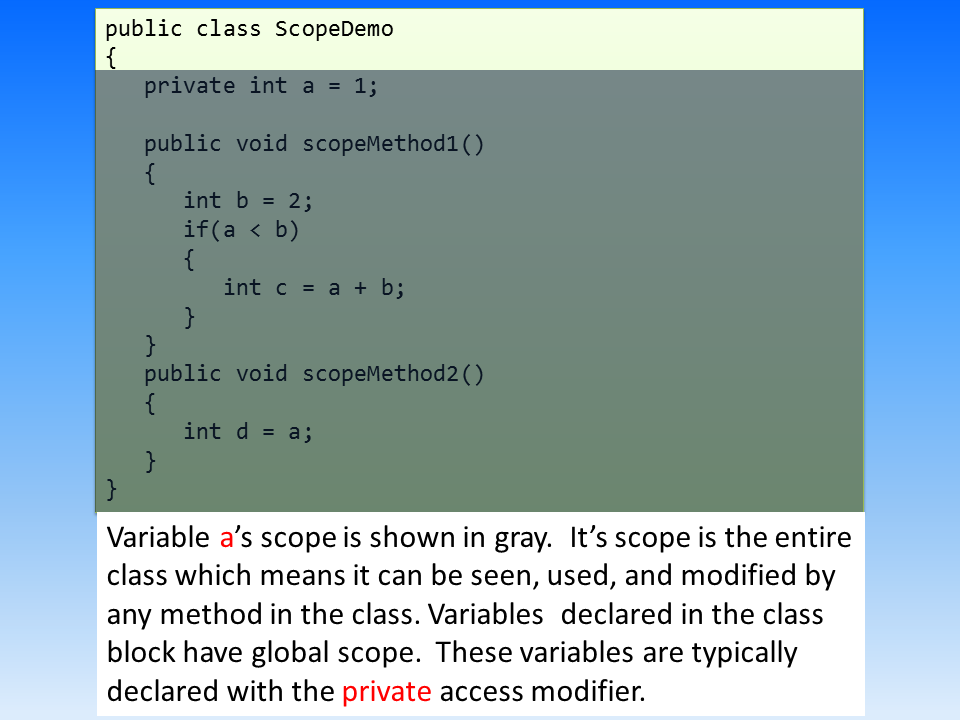 public class ScopeDemo
{
   private int a = 1;

   public void scopeMethod1()
   {
      int b = 2;
      if(a < b)
      {
         int c = a + b;
      }
   }
   public void scopeMethod2()
   {
      int d = a;
   }
}
Variable a’s scope is shown in gray.  It’s scope is the entire
class which means it can be seen, used, and modified by
any method in the class. Variables  declared in the class
block have global scope.  These variables are typically
declared with the private access modifier.